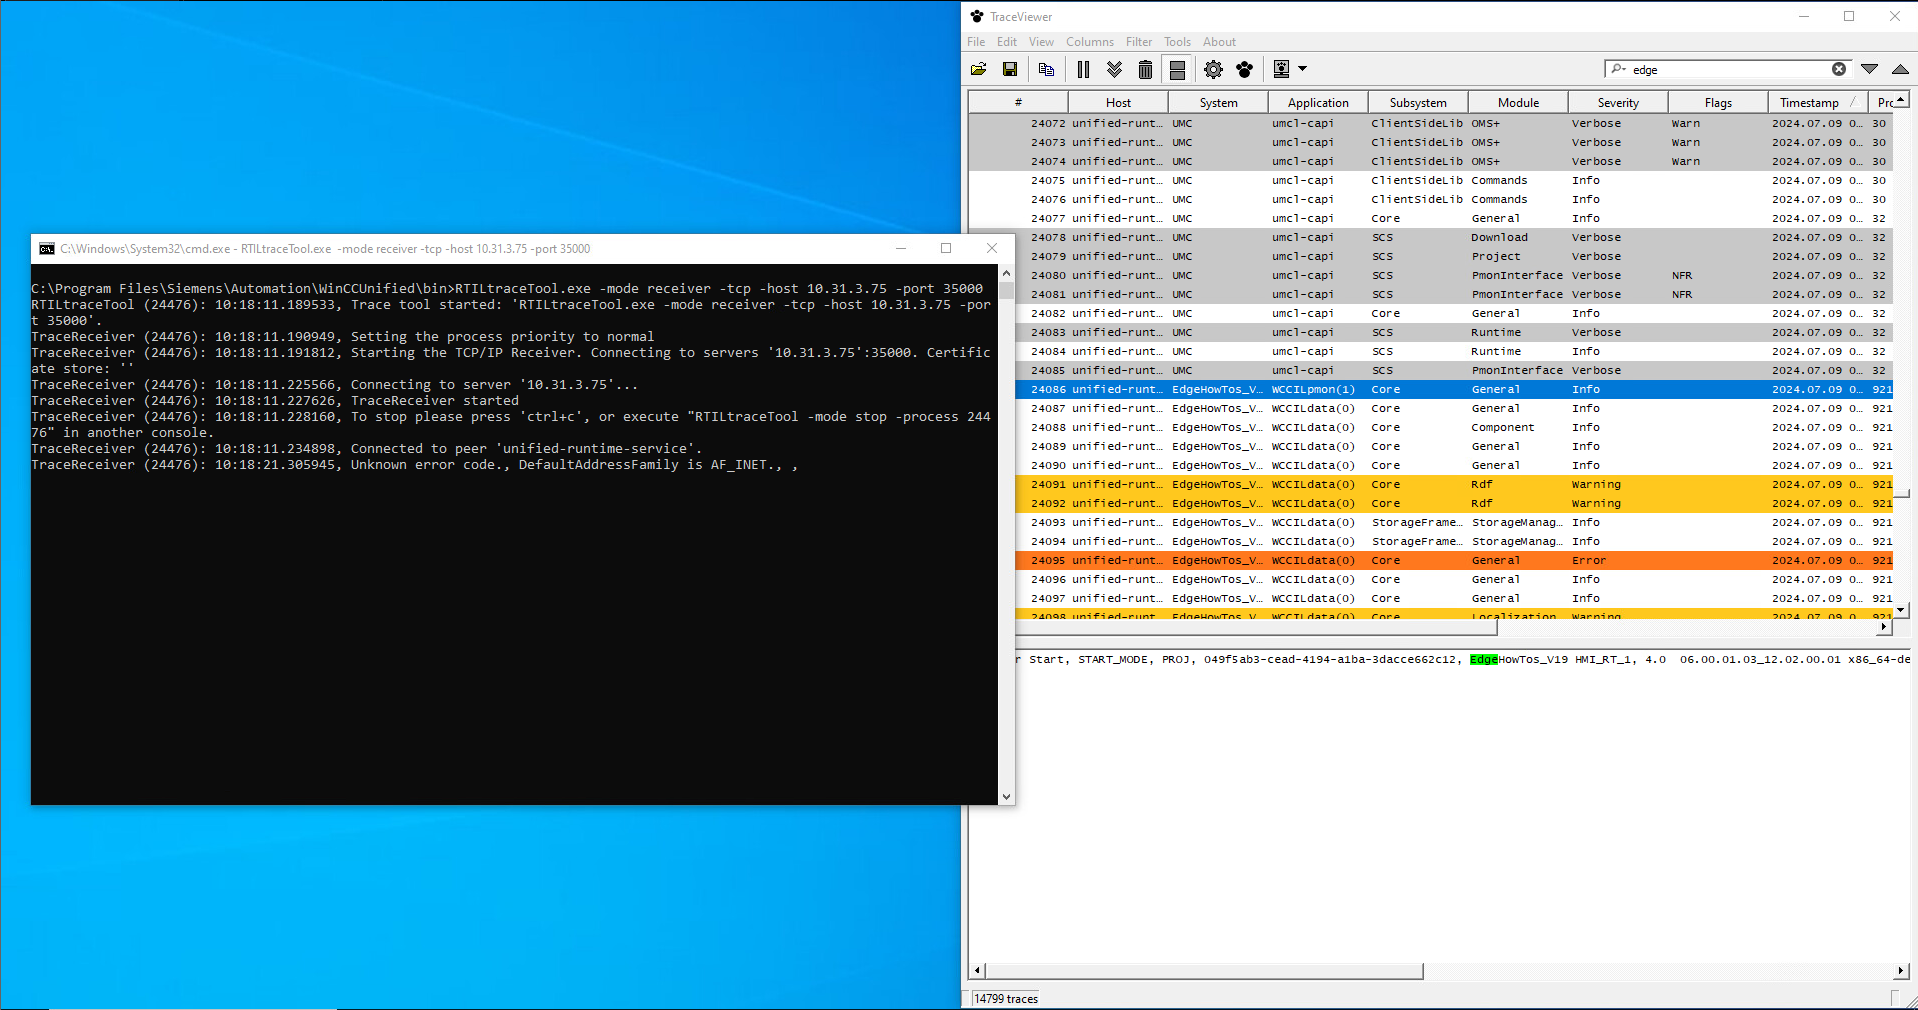 TraceViewer
File Edit View Columns Filter Tools About
edge
# Host System Application Subsystem Module Severity Flags Timestamp Prc
24072 unified-runt… UMC umcl-capi ClientSideLib OMS+ Verbose Warn 2024.07.09 0… 30
24073 unified-runt… UMC umcl-capi ClientSideLib OMS+ Verbose Warn 2024.07.09 0… 30
24074 unified-runt… UMC umcl-capi ClientSideLib OMS+ Verbose Warn 2024.07.09 0… 30
24075 unified-runt… UMC umcl-capi ClientSideLib Commands Info 2024.07.09 0… 30
24076 unified-runt… UMC umcl-capi ClientSideLib Commands Info 2024.07.09 0… 30
24077 unified-runt… UMC umcl-capi Core General Info 2024.07.09 0… 32
24078 unified-runt… UMC umcl-capi SCS Download Verbose 2024.07.09 0… 32
24079 unified-runt… UMC umcl-capi SCS Project Verbose 2024.07.09 0… 32
24080 unified-runt… UMC umcl-capi SCS PmonInterface Verbose NFR 2024.07.09 0… 32
24081 unified-runt… UMC umcl-capi SCS PmonInterface Verbose NFR 2024.07.09 0… 32
24082 unified-runt… UMC umcl-capi Core General Info 2024.07.09 0… 32
24083 unified-runt… UMC umcl-capi SCS Runtime Verbose 2024.07.09 0… 32
24084 unified-runt… UMC umcl-capi SCS Runtime Info 2024.07.09 0… 32
24085 unified-runt… UMC umcl-capi SCS PmonInterface Verbose 2024.07.09 0… 32
24086 unified-runt… EdgeHowTos_V… WCCILpmon(1) Core General Info 2024.07.09 0… 921
24087 unified-runt… EdgeHowTos_V… WCCILdata(0) Core General Info 2024.07.09 0… 921
24088 unified-runt… EdgeHowTos_V… WCCILdata(0) Core Component Info 2024.07.09 0… 921
24089 unified-runt… EdgeHowTos_V… WCCILdata(0) Core General Info 2024.07.09 0… 921
24090 unified-runt… EdgeHowTos_V… WCCILdata(0) Core General Info 2024.07.09 0… 921
24091 unified-runt… EdgeHowTos_V… WCCILdata(0) Core Rdf Warning 2024.07.09 0… 921
24092 unified-runt… EdgeHowTos_V… WCCILdata(0) Core Rdf Warning 2024.07.09 0… 921
24093 unified-runt… EdgeHowTos_V… WCCILdata(0) StorageFrame… StorageManag… Info 2024.07.09 0… 921
24094 unified-runt… EdgeHowTos_V… WCCILdata(0) StorageFrame… StorageManag… Info 2024.07.09 0… 921
24095 unified-runt… EdgeHowTos_V… WCCILdata(0) Core General Error 2024.07.09 0… 921
24096 unified-runt… EdgeHowTos_V… WCCILdata(0) Core General Info 2024.07.09 0… 921
24097 unified-runt… EdgeHowTos_V… WCCILdata(0) Core General Info 2024.07.09 0… 921
24098 unified-runt… EdgeHowTos_V… WCCILdata(0) Core Localization Warning 2024.07.09 0… 921
r Start, START_MODE, PROJ, 049f5ab3-cead-4194-a1ba-3dacce662c12, EdgeHowTos_V19 HMI_RT_1, 4.0 06.00.01.03_12.02.00.01 x86_64-de
14799 traces
C:\Windows\System32\cmd.exe - RTILtraceTool.exe -mode receiver -tcp -host 10.31.3.75 -port 35000
C:\Program Files\Siemens\Automation\WinCCUnified\bin>RTILtraceTool.exe -mode receiver -tcp -host 10.31.3.75 -port 35000
RTILtraceTool (24476): 10:18:11.189533, Trace tool started: 'RTILtraceTool.exe -mode receiver -tcp -host 10.31.3.75 -por
t 35000'.
TraceReceiver (24476): 10:18:11.190949, Setting the process priority to normal
TraceReceiver (24476): 10:18:11.191812, Starting the TCP/IP Receiver. Connecting to servers '10.31.3.75':35000. Certific
ate store: ''
TraceReceiver (24476): 10:18:11.225566, Connecting to server '10.31.3.75'...
TraceReceiver (24476): 10:18:11.227626, TraceReceiver started
TraceReceiver (24476): 10:18:11.228160, To stop please press 'ctrl+c', or execute "RTILtraceTool -mode stop -process 244
76" in another console.
TraceReceiver (24476): 10:18:11.234898, Connected to peer 'unified-runtime-service'.
TraceReceiver (24476): 10:18:21.305945, Unknown error code., DefaultAddressFamily is AF_INET., ,